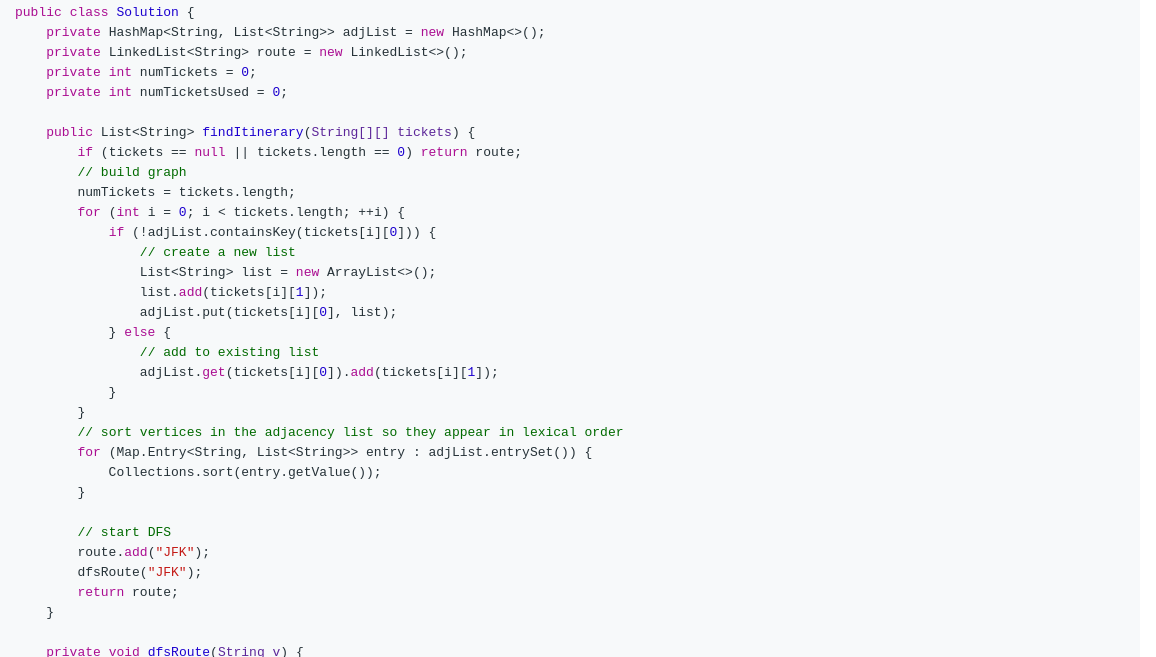 public class Solution {
    private HashMap<String, List<String>> adjList = new HashMap<>();
    private LinkedList<String> route = new LinkedList<>();
    private int numTickets = 0;
    private int numTicketsUsed = 0;

    public List<String> findItinerary(String[][] tickets) {
        if (tickets == null || tickets.length == 0) return route;
        // build graph
        numTickets = tickets.length;
        for (int i = 0; i < tickets.length; ++i) {
            if (!adjList.containsKey(tickets[i][0])) {
                // create a new list
                List<String> list = new ArrayList<>();
                list.add(tickets[i][1]);
                adjList.put(tickets[i][0], list);
            } else {
                // add to existing list
                adjList.get(tickets[i][0]).add(tickets[i][1]);
            }
        }
        // sort vertices in the adjacency list so they appear in lexical order
        for (Map.Entry<String, List<String>> entry : adjList.entrySet()) {
            Collections.sort(entry.getValue());
        }

        // start DFS
        route.add("JFK");
        dfsRoute("JFK");
        return route;
    }

    private void dfsRoute(String v) {